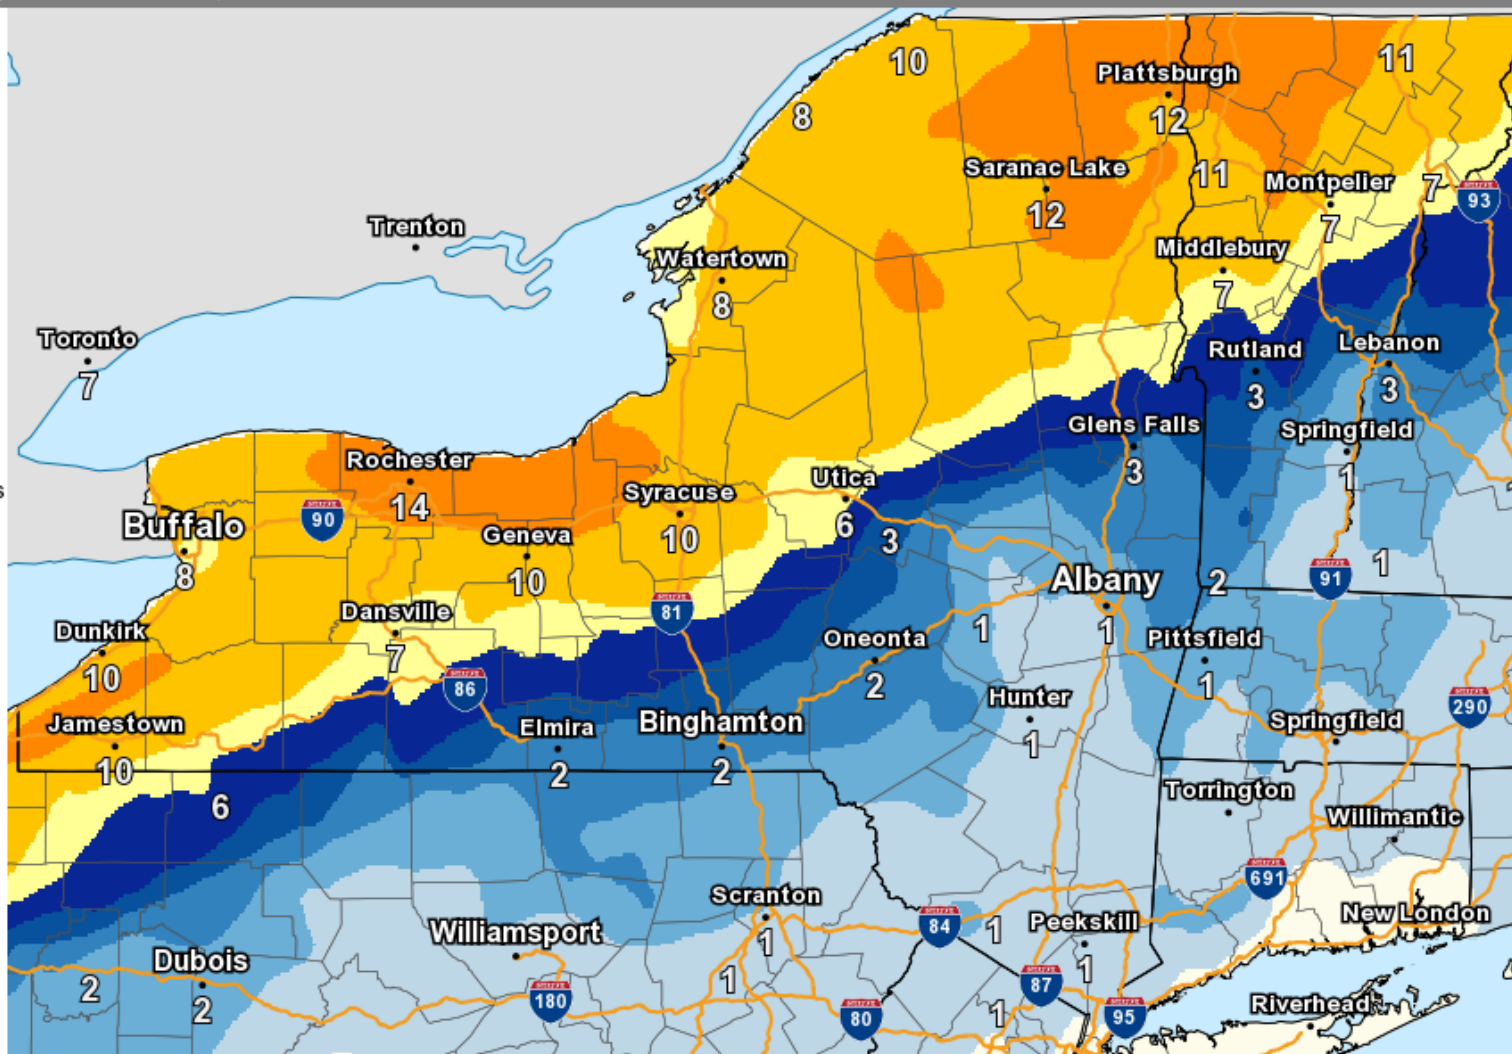 10
11
Plattsburgh
8
12
Saranac Lake
11
Montpelier
7
93
12
7
Trenton
Middlebury
Watertown
7
8
Toronto
7
Rutland
Lebanon
3
3
Glens Falls
Springfield
3
1
Rochester
Utica
Syracuse
14
90
6
Buffalo
Geneva
10
3
8
10
1
91
Albany
2
81
Dansville
Dunkirk
1
1
Oneonta
Pittsfield
7
10
86
2
1
Hunter
290
Jamestown
Elmira
Binghamton
Springfield
1
10
2
2
6
Torrington
Willimantic
691
Scranton
New London
84
1
Peekskill
Williamsport
1
Dubois
1
1
2
2
180
87
1
80
95
Riverhead